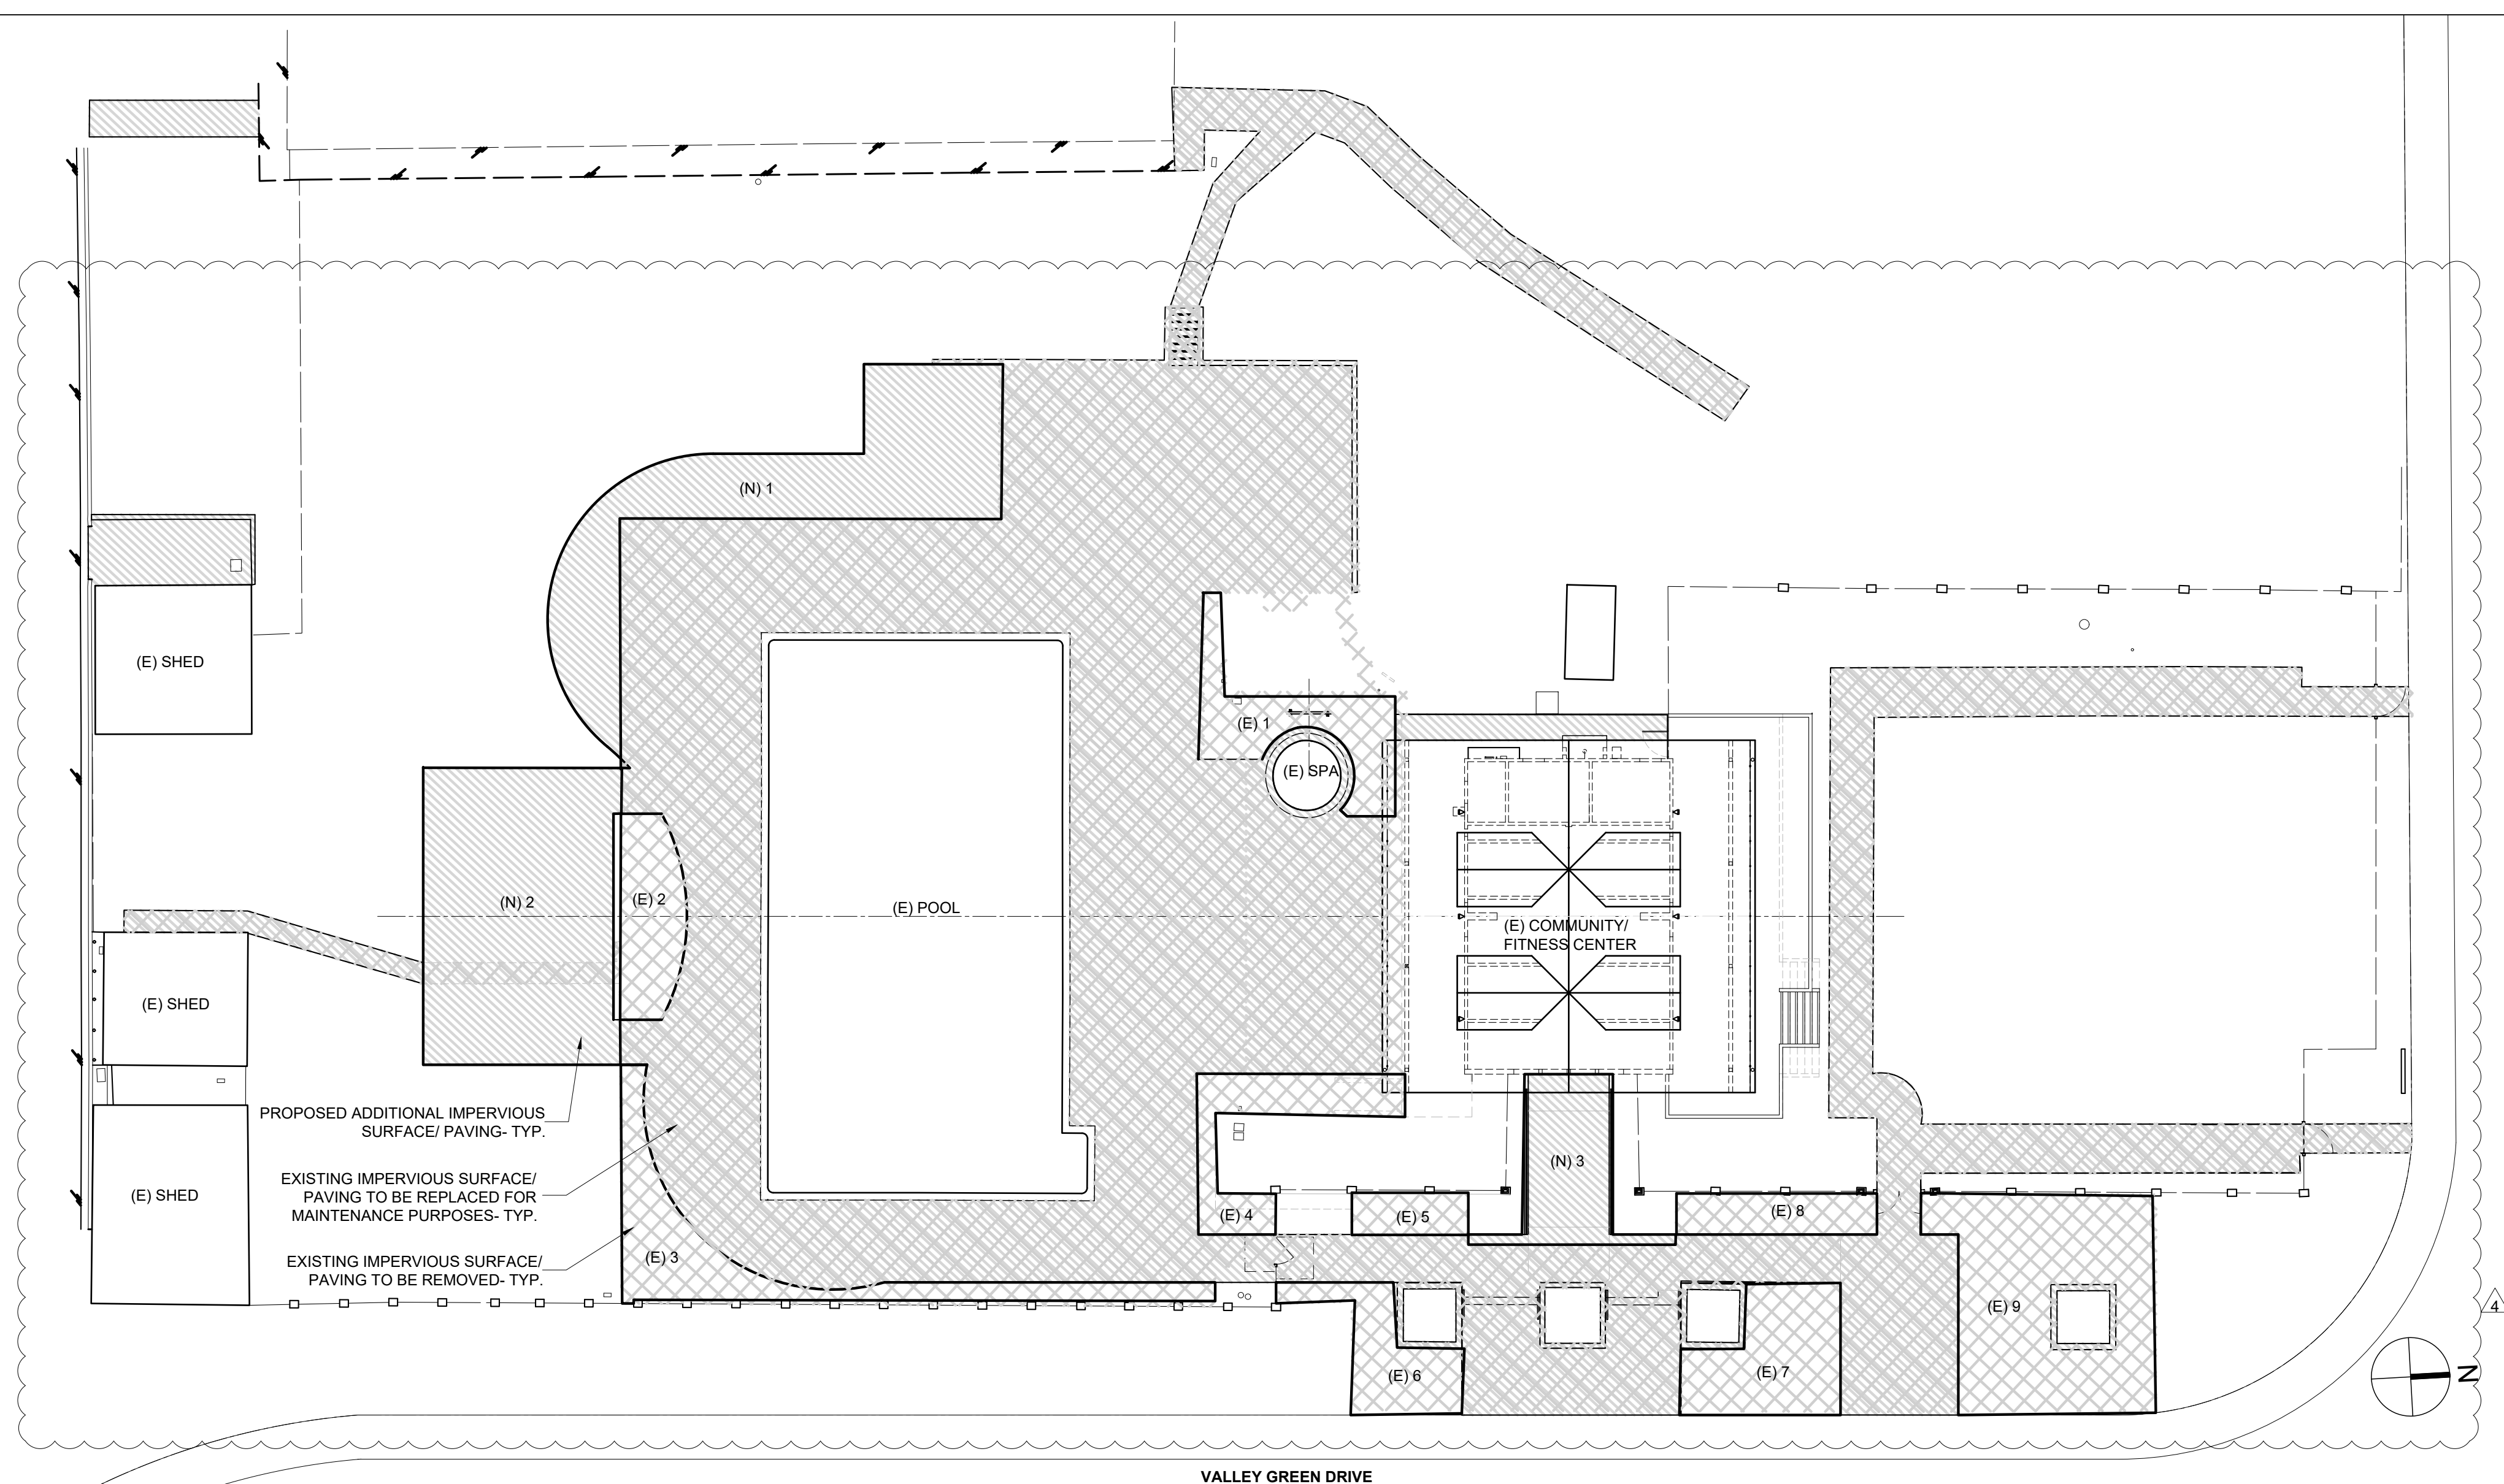 (N) 1
(E) SHED
(E) 1
(E) SPA
(N) 2
(E) 2
(E) POOL
(E) COMMUNITY/
FITNESS CENTER
(E) SHED
PROPOSED ADDITIONAL IMPERVIOUS
SURFACE/ PAVING- TYP.
EXISTING IMPERVIOUS SURFACE/
PAVING TO BE REPLACED FOR
MAINTENANCE PURPOSES- TYP.
(E) SHED
(N) 3
(E) 4
(E) 5
(E) 8
EXISTING IMPERVIOUS SURFACE/
PAVING TO BE REMOVED- TYP.
(E) 3
(E) 9
4
(E) 6
(E) 7
N
VALLEY GREEN DRIVE